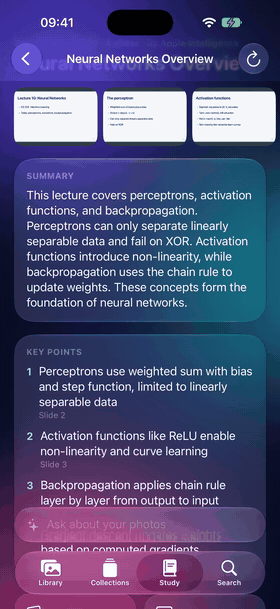 09:41
Neural Networks Overview
Lecture 10: Neural Networks
The perceptron
Activation functions
SUMMARY
This lecture covers perceptrons, activation
functions, and backpropagation.
Perceptrons can only separate linearly
separable data and fail on XOR. Activation
functions introduce non-linearity, while
backpropagation uses the chain rule to
update weights. These concepts form the
foundation of neural networks.
KEY POINTS
1 Perceptrons use weighted sum with bias
and step function, limited to linearly
separable data
Slide 2
2 Activation functions like ReLU enable
non-linearity and curve learning
Slide 3
3 Backpropagation applies chain rule
layer by layer from output to input
Ask about your photos
based on computed gradients
Library
Collections
Study
Search